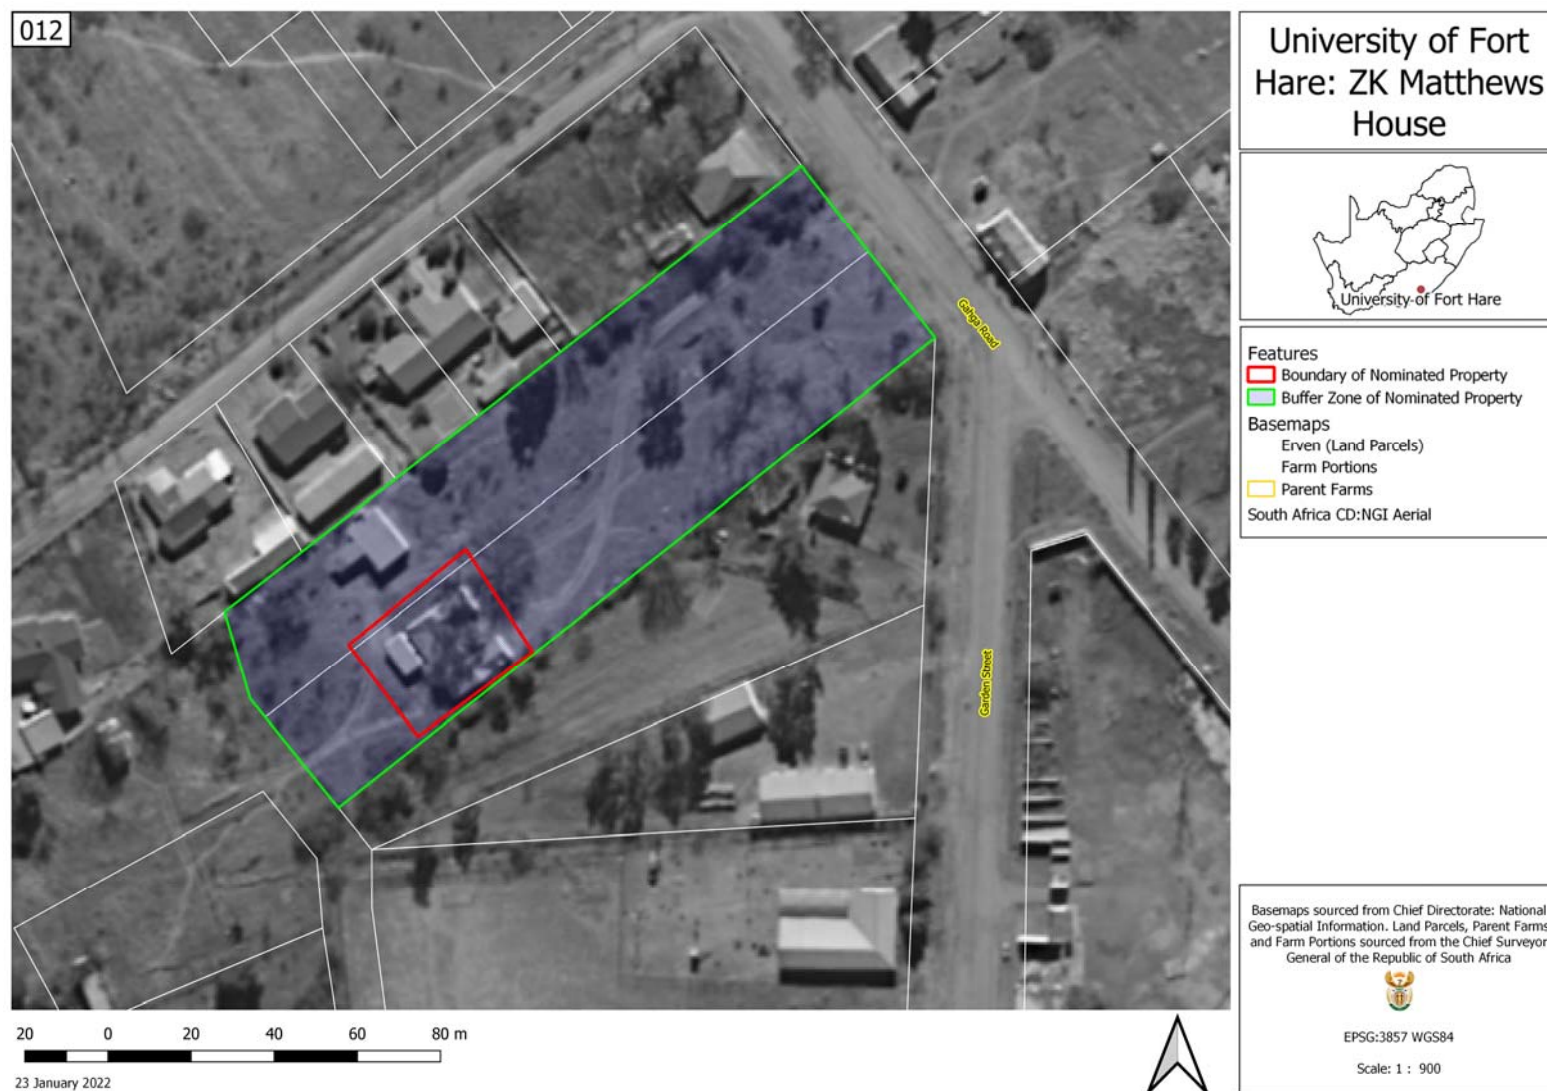 012
University of Fort
Hare: ZK Matthews
House
University of Fort Hare
Gahga Road
Garden Street
Features
Boundary of Nominated Property
Buffer Zone of Nominated Property
Basemaps
Erven (Land Parcels)
Farm Portions
Parent Farms
South Africa CD:NGI Aerial
Basemaps sourced from Chief Directorate: National
Geo-spatial Information. Land Parcels, Parent Farms
and Farm Portions sourced from the Chief Surveyor
General of the Republic of South Africa
EPSG:3857 WGS84
Scale: 1 : 900
20 0 20 40 60 80 m
23 January 2022